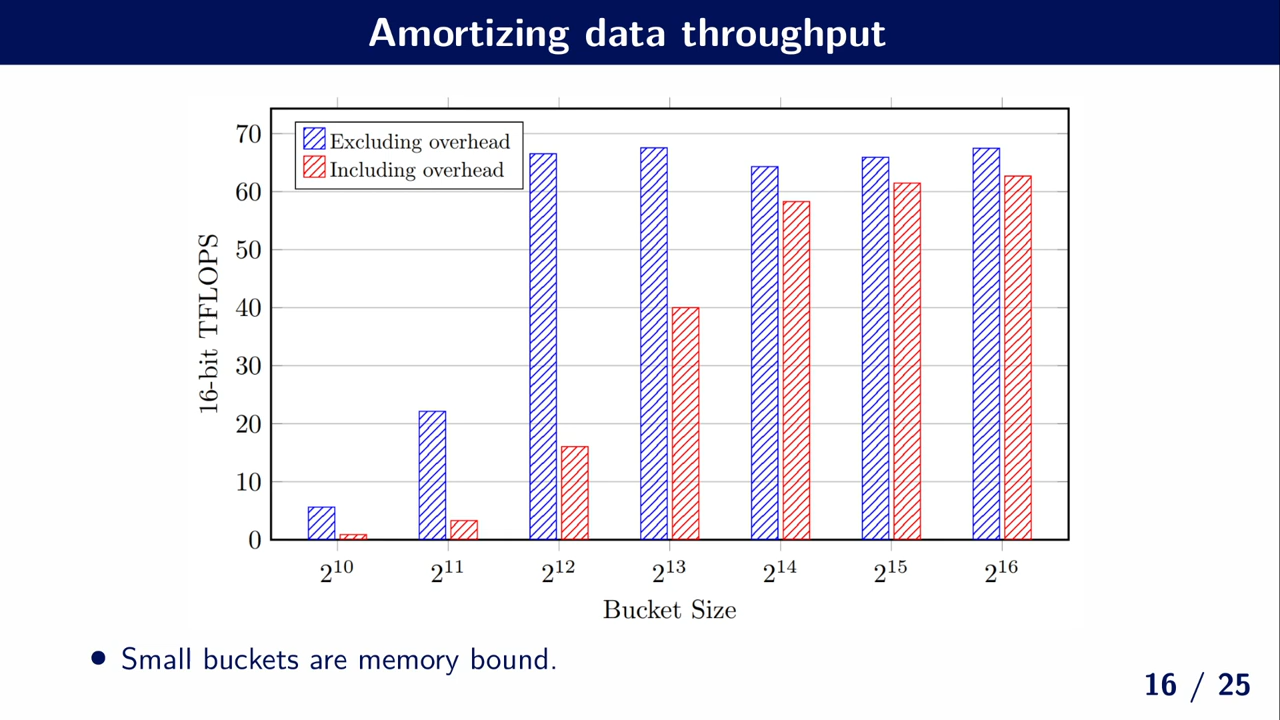 Amortizing data throughput
Excluding overhead
Including overhead
70
60
50
40
30
20
10
0
16-bit TFLOPS
2^10 2^11 2^12 2^13 2^14 2^15 2^16
Bucket Size
• Small buckets are memory bound.
16 / 25